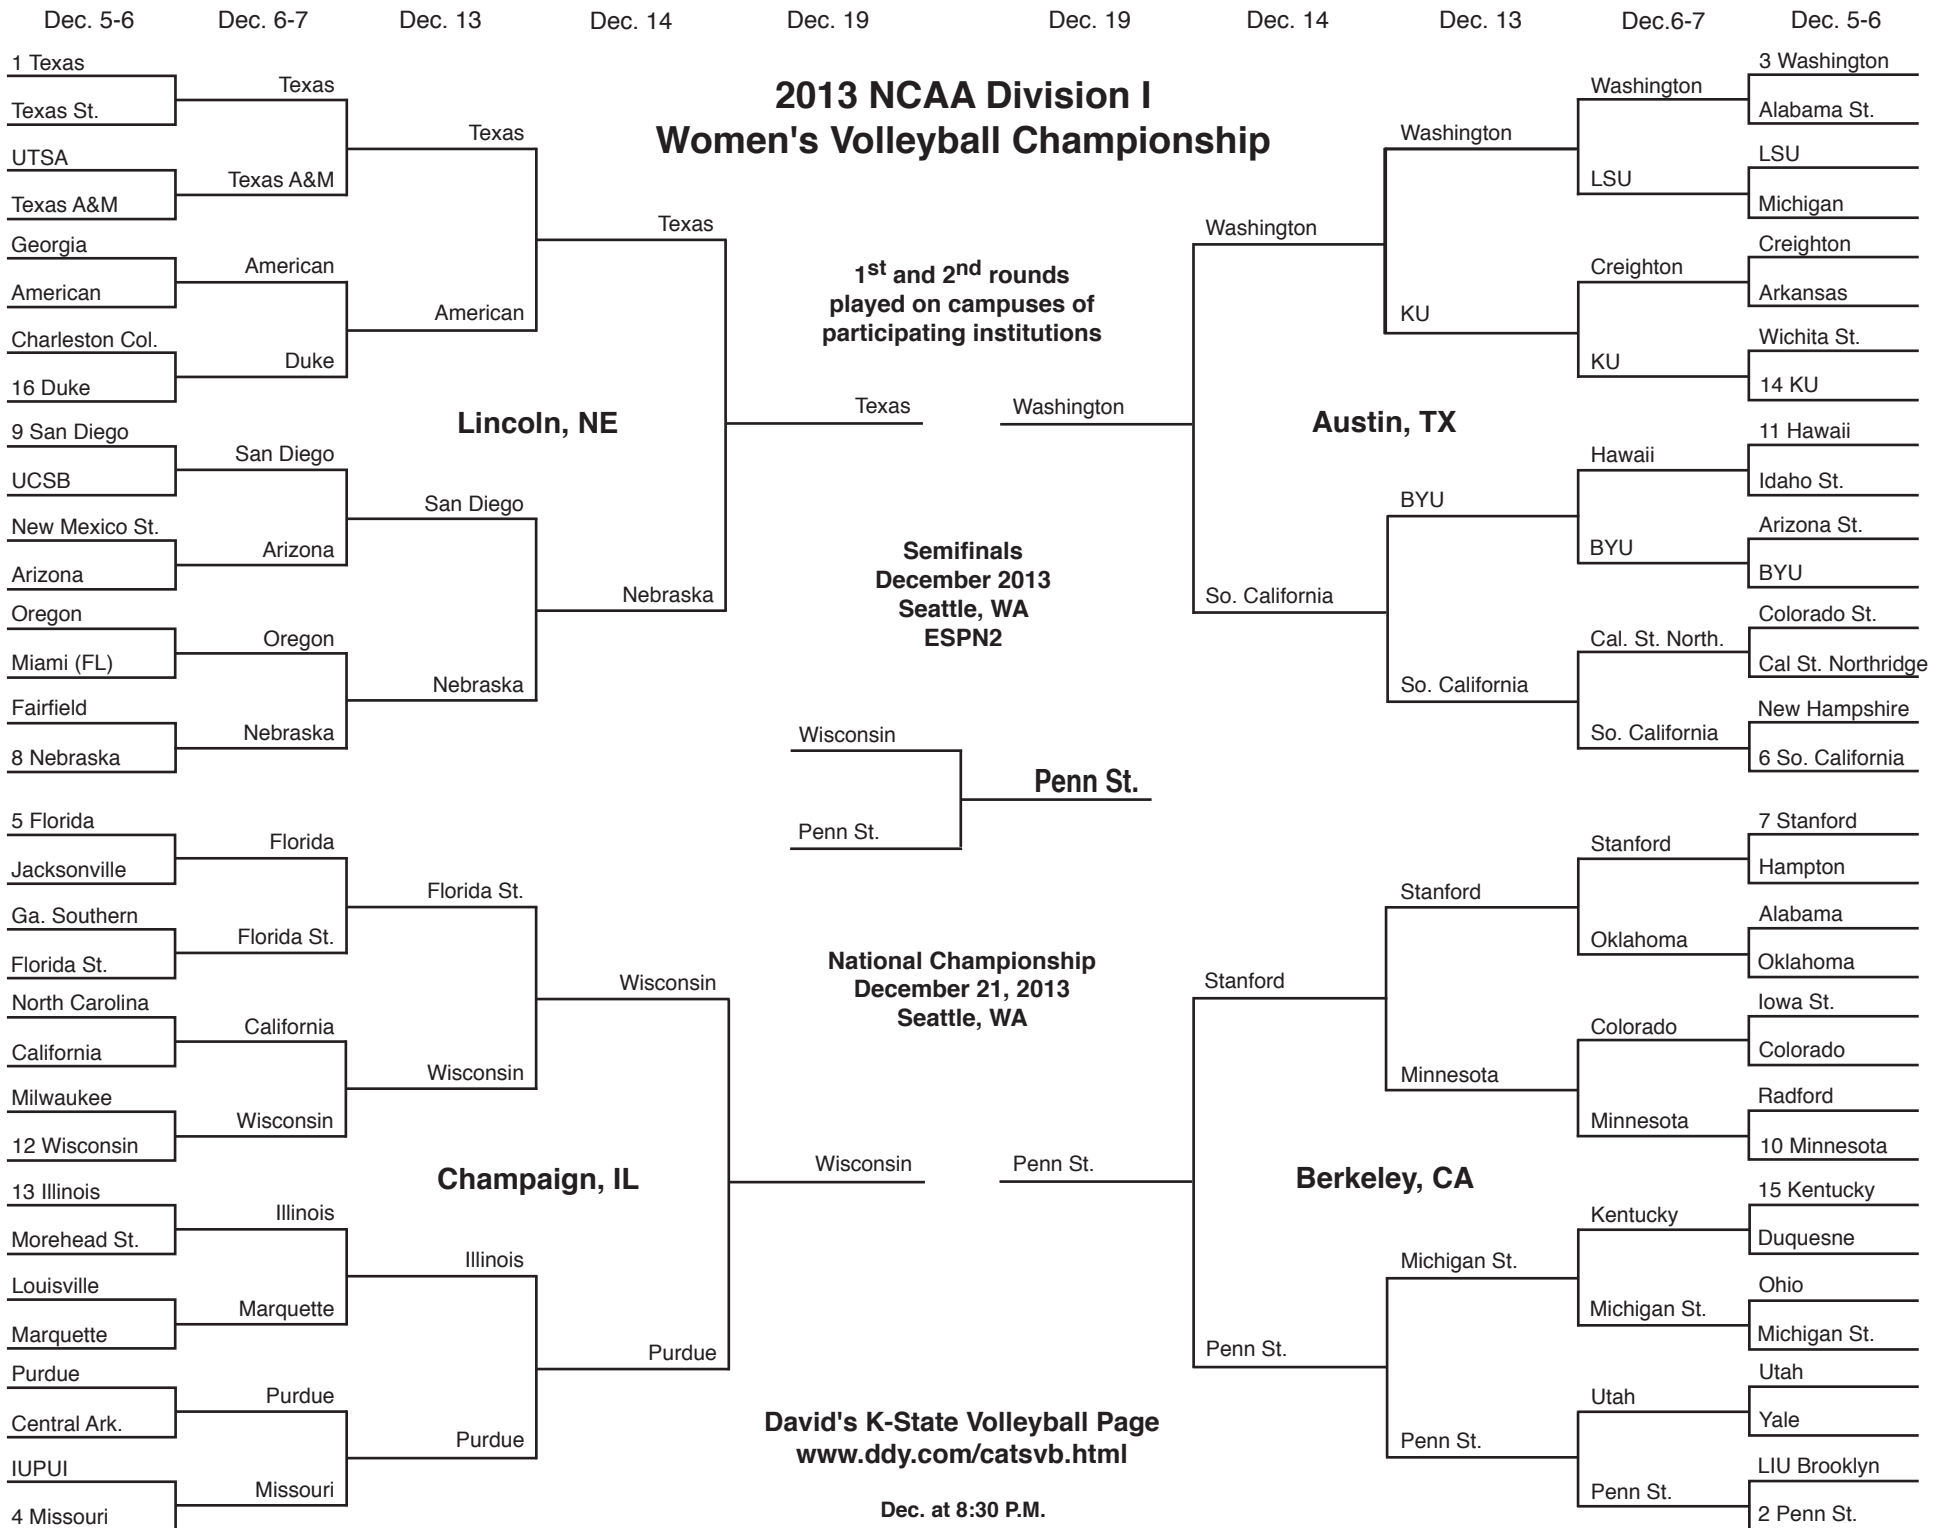 Dec. 5-6
Dec. 6-7
Dec. 13
Dec. 14
Dec. 19
Dec. 19
Dec. 14
Dec. 13
Dec.6-7
Dec. 5-6
2013 NCAA Division I
Women's Volleyball Championship
1 Texas
Texas St.
UTSA
Texas A&M
Georgia
American
Charleston Col.
16 Duke
9 San Diego
UCSB
New Mexico St.
Arizona
Oregon
Miami (FL)
Fairfield
8 Nebraska
Texas
Texas A&M
American
Duke
San Diego
Arizona
Oregon
Nebraska
Texas
American
San Diego
Nebraska
Texas
Nebraska
Texas
Lincoln, NE
5 Florida
Jacksonville
Ga. Southern
Florida St.
North Carolina
California
Milwaukee
12 Wisconsin
13 Illinois
Morehead St.
Louisville
Marquette
Purdue
Central Ark.
IUPUI
4 Missouri
Florida
Florida St.
California
Wisconsin
Illinois
Marquette
Purdue
Missouri
Florida St.
Wisconsin
Illinois
Purdue
Wisconsin
Purdue
Wisconsin
Champaign, IL
1st and 2nd rounds
played on campuses of
participating institutions
Semifinals
December 2013
Seattle, WA
ESPN2
Wisconsin
Penn St.
Penn St.
National Championship
December 21, 2013
Seattle, WA
David's K-State Volleyball Page
www.ddy.com/catsvb.html
Dec. at 8:30 P.M.
Washington
Austin, TX
Washington
So. California
Washington
KU
BYU
So. California
Washington
LSU
Creighton
KU
Hawaii
BYU
Cal. St. North.
So. California
3 Washington
Alabama St.
LSU
Michigan
Creighton
Arkansas
Wichita St.
14 KU
11 Hawaii
Idaho St.
Arizona St.
BYU
Colorado St.
Cal St. Northridge
New Hampshire
6 So. California
Penn St.
Berkeley, CA
Stanford
Penn St.
Stanford
Minnesota
Michigan St.
Penn St.
Stanford
Oklahoma
Colorado
Minnesota
Kentucky
Michigan St.
Utah
Penn St.
7 Stanford
Hampton
Alabama
Oklahoma
Iowa St.
Colorado
Radford
10 Minnesota
15 Kentucky
Duquesne
Ohio
Michigan St.
Utah
Yale
LIU Brooklyn
2 Penn St.